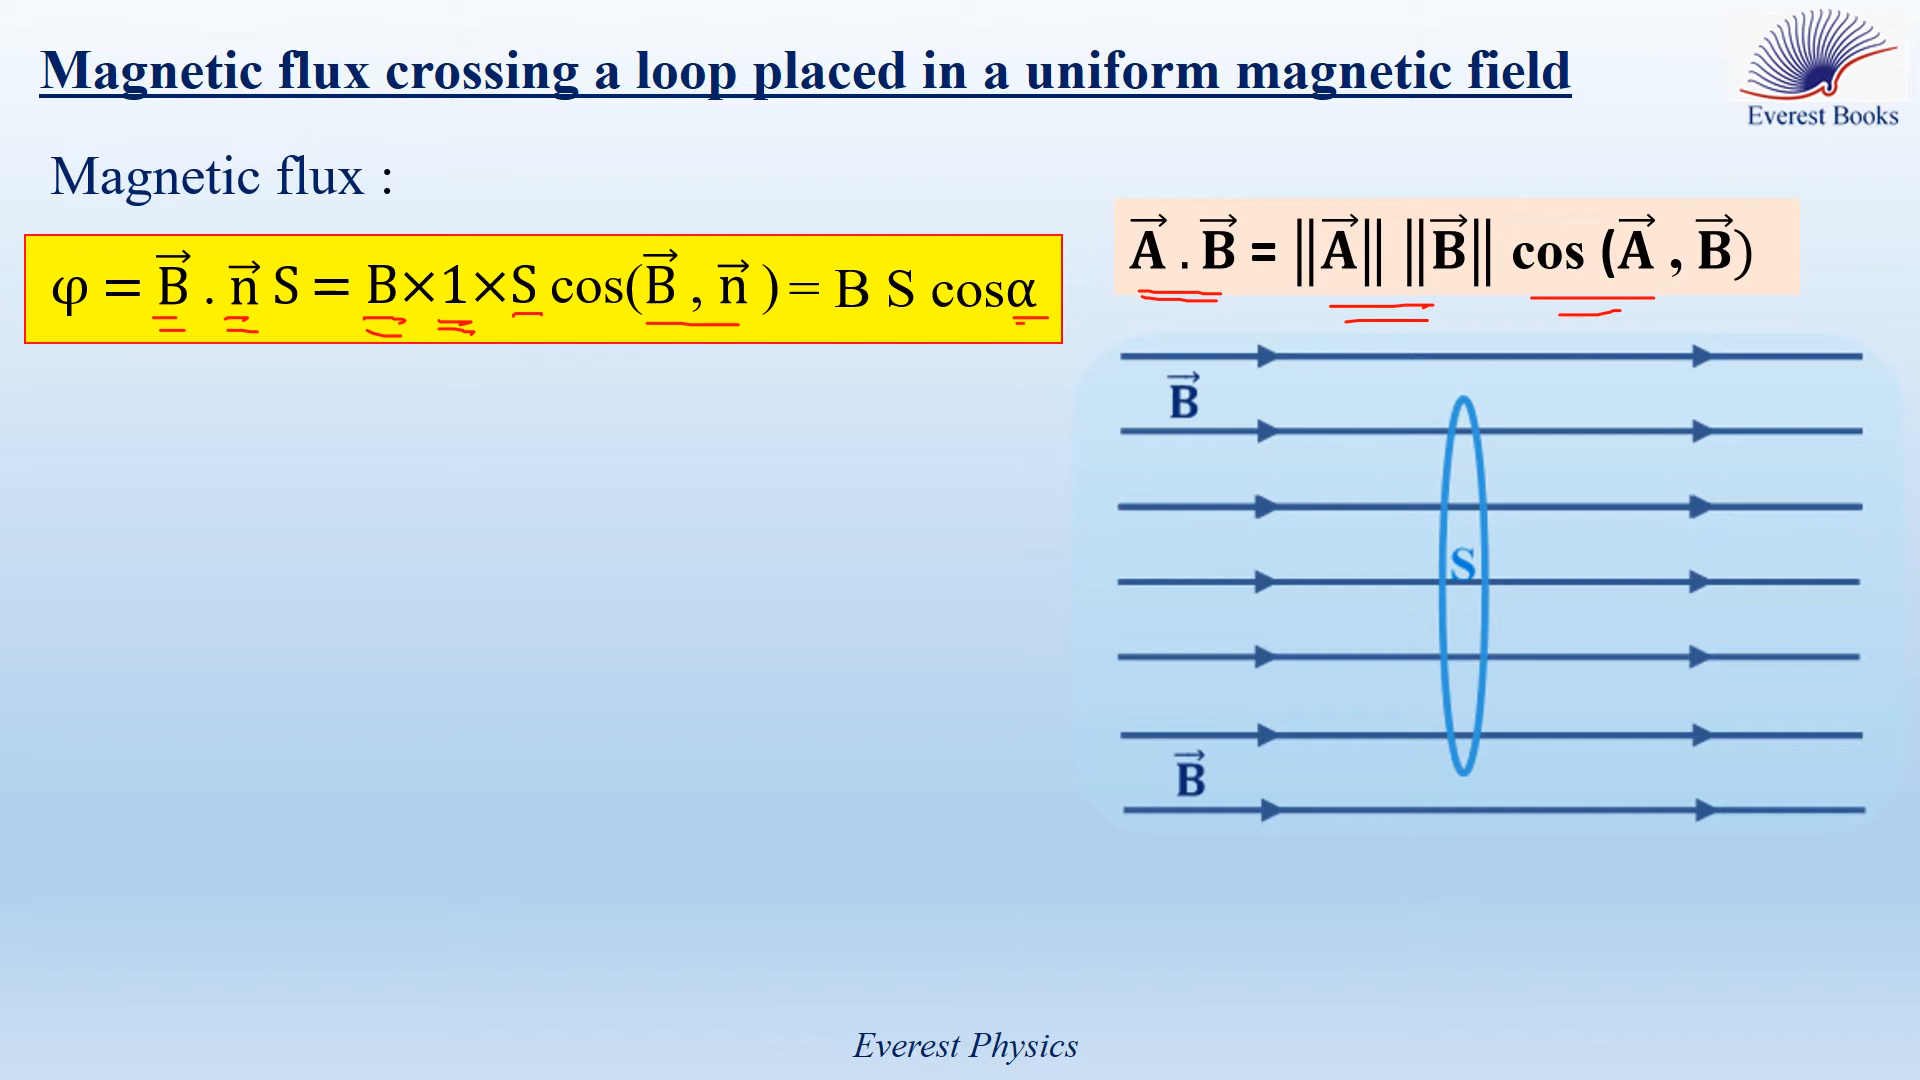 Magnetic flux crossing a loop placed in a uniform magnetic field
Everest Books
Magnetic flux :
φ = B⃗ . n⃗ S = B×1×S cos(B⃗ , n⃗ ) = B S cosα
A⃗ . B⃗ = ||A⃗|| ||B⃗|| cos (A⃗ , B⃗)
B⃗
S
B⃗
Everest Physics